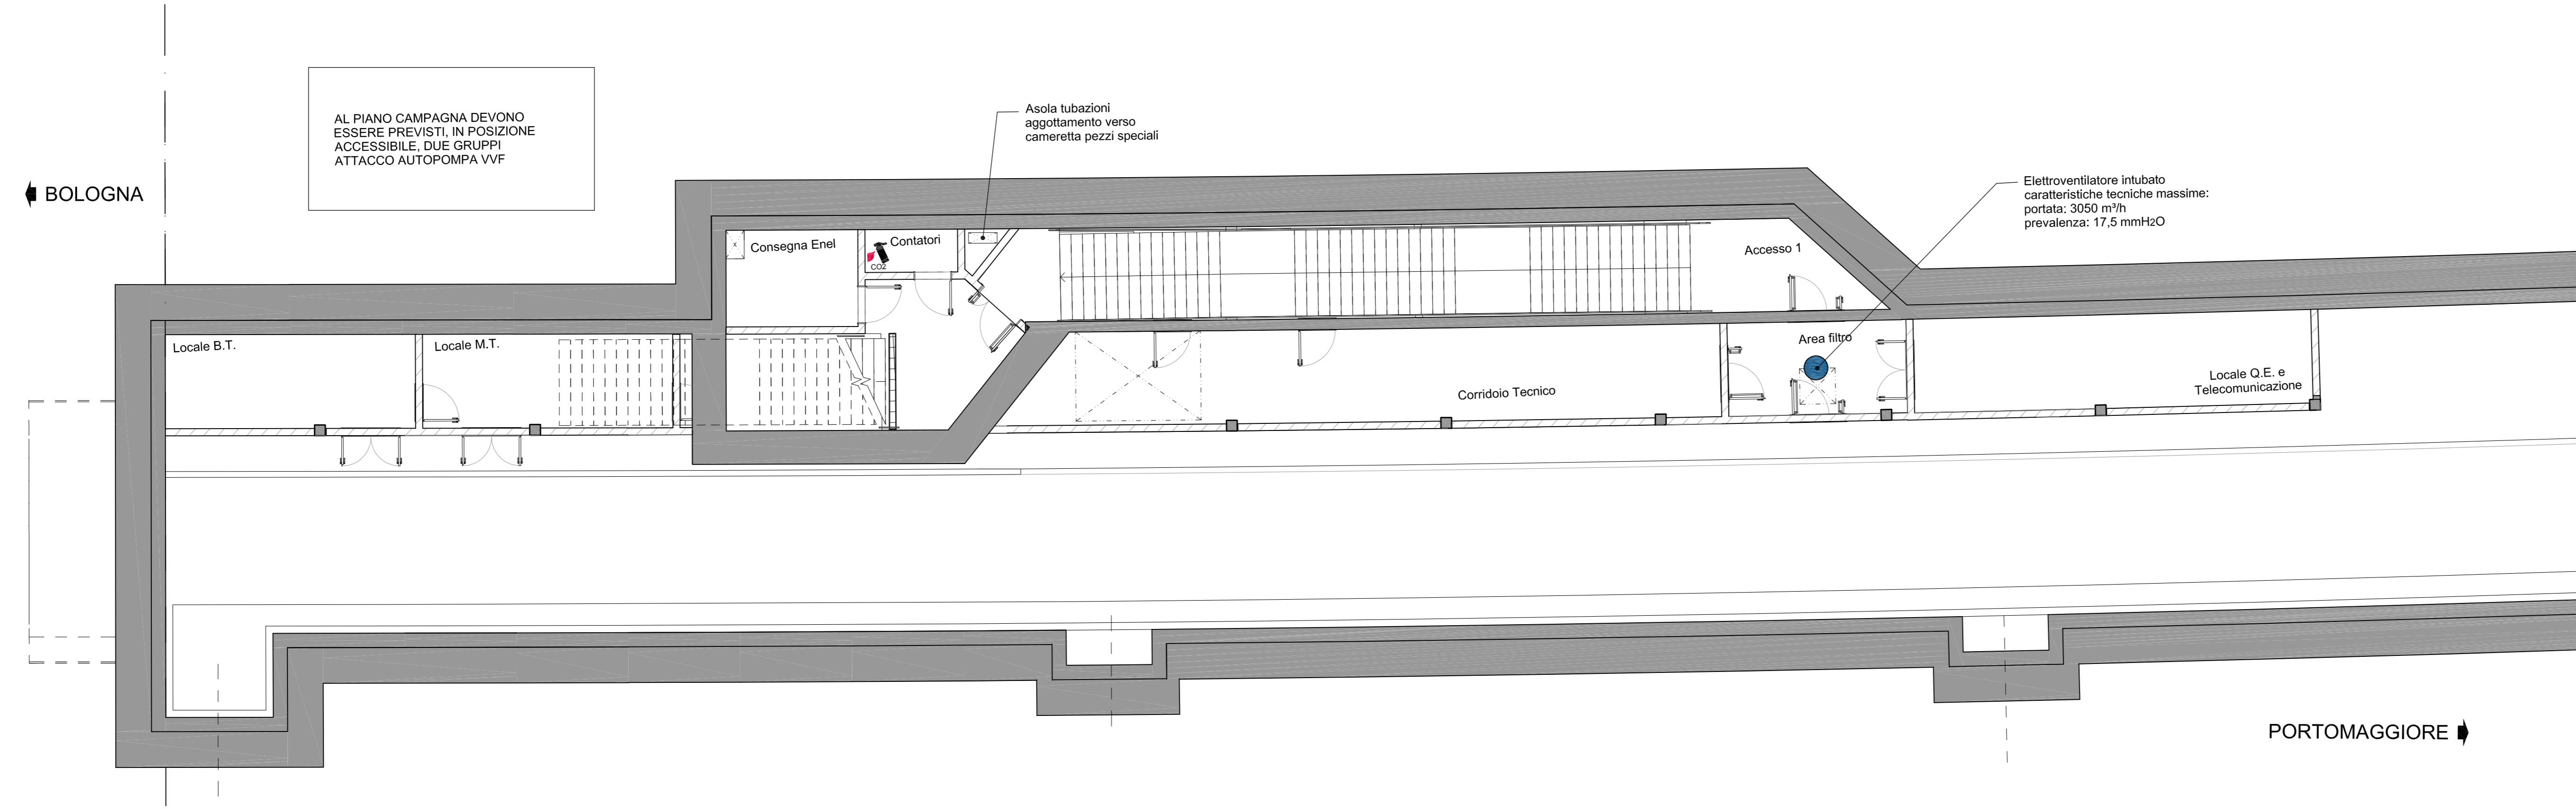 AL PIANO CAMPAGNA DEVONO
ESSERE PREVISTI, IN POSIZIONE
ACCESSIBILE, DUE GRUPPI
ATTACCO AUTOPOMPA VVF
BOLOGNA
Asola tubazioni
aggottamento verso
cameretta pezzi speciali
Elettroventilatore intubato
caratteristiche tecniche massime:
portata: 3050 m³/h
prevalenza: 17,5 mmH2O
Consegna Enel
Contatori
CO2
Accesso 1
Locale B.T.
Locale M.T.
Area filtro
Corridoio Tecnico
Locale Q.E. e
Telecomunicazione
PORTOMAGGIORE